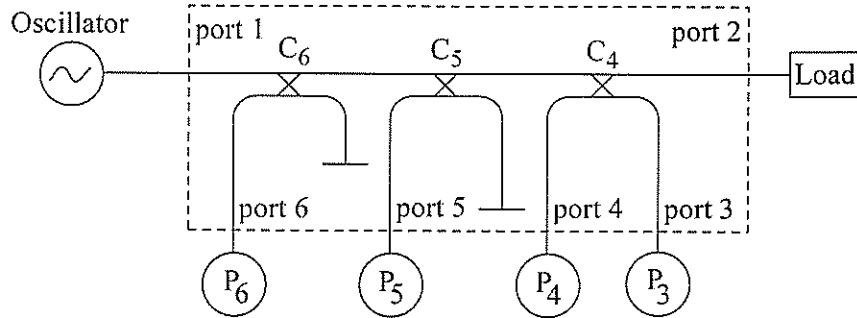 Oscillator
port 1
C6
C5
C4
port 2
Load
port 6
port 5
port 4
port 3
P6
P5
P4
P3